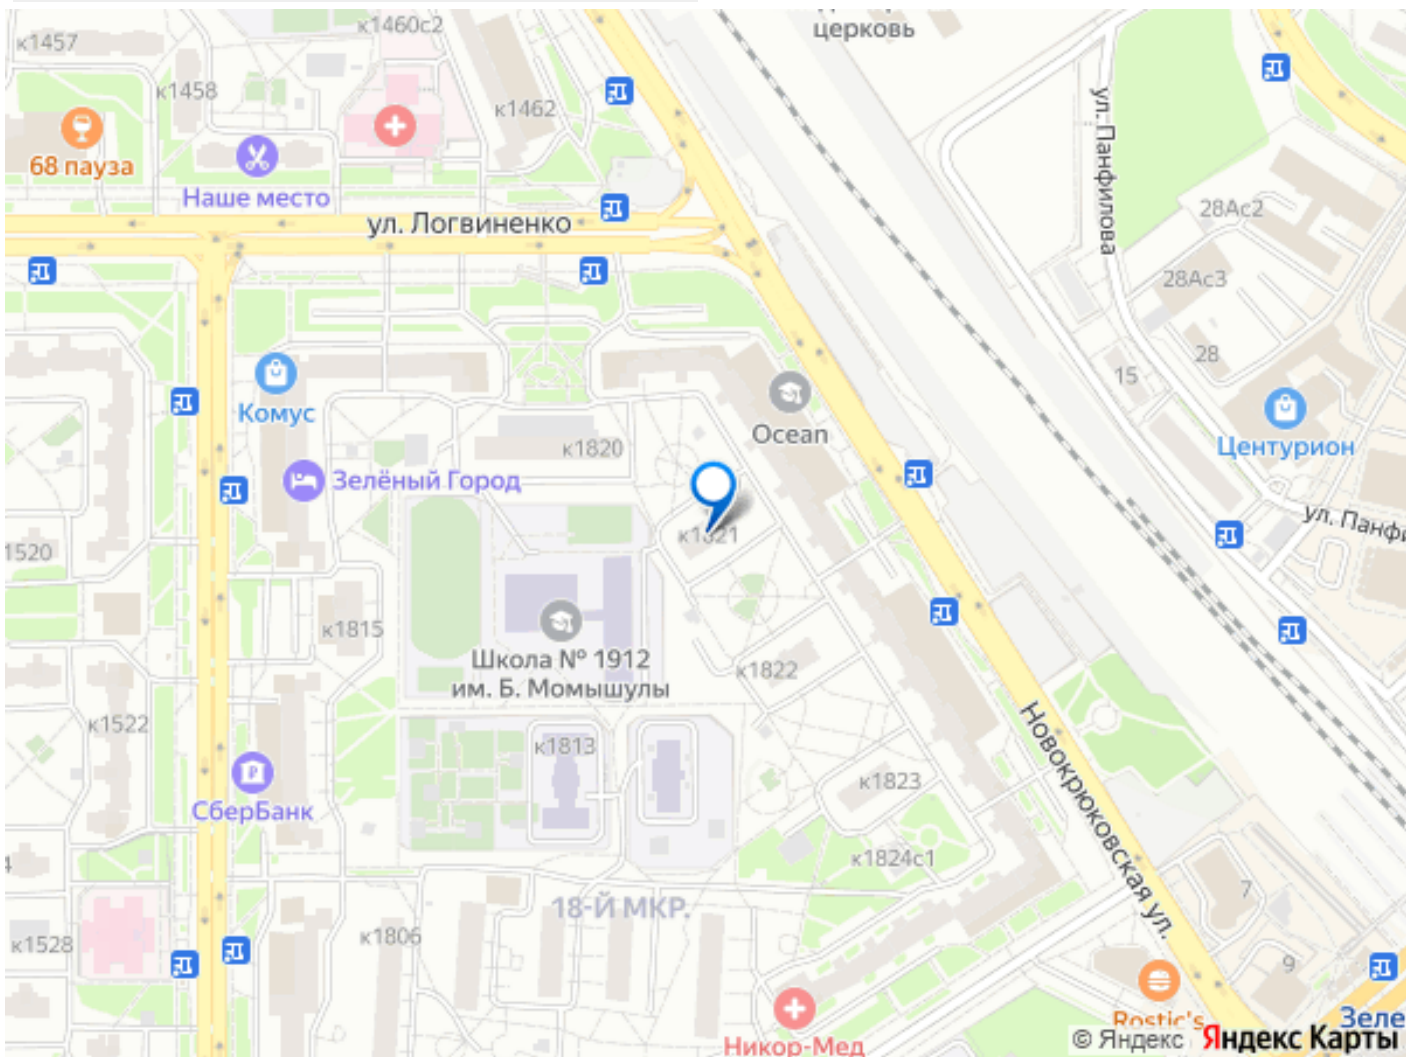 к1460с2
церковь
к1457
к1458
к1462
68 пауза
Наше место
ул. Логвиненко
ул. Панфилова
28Ас2
28Ас3
28
15
Комус
Ocean
Центурион
к1820
Зелёный Город
к1821
1520
к1815
Школа № 1912
им. Б. Момышулы
к1822
к1522
к1813
СберБанк
к1823
Новокрюковская ул.
к1824с1
18-Й МКР.
7
к1528
к1806
9
Rostic's
Никор-Мед
© Яндекс Яндекс Карты